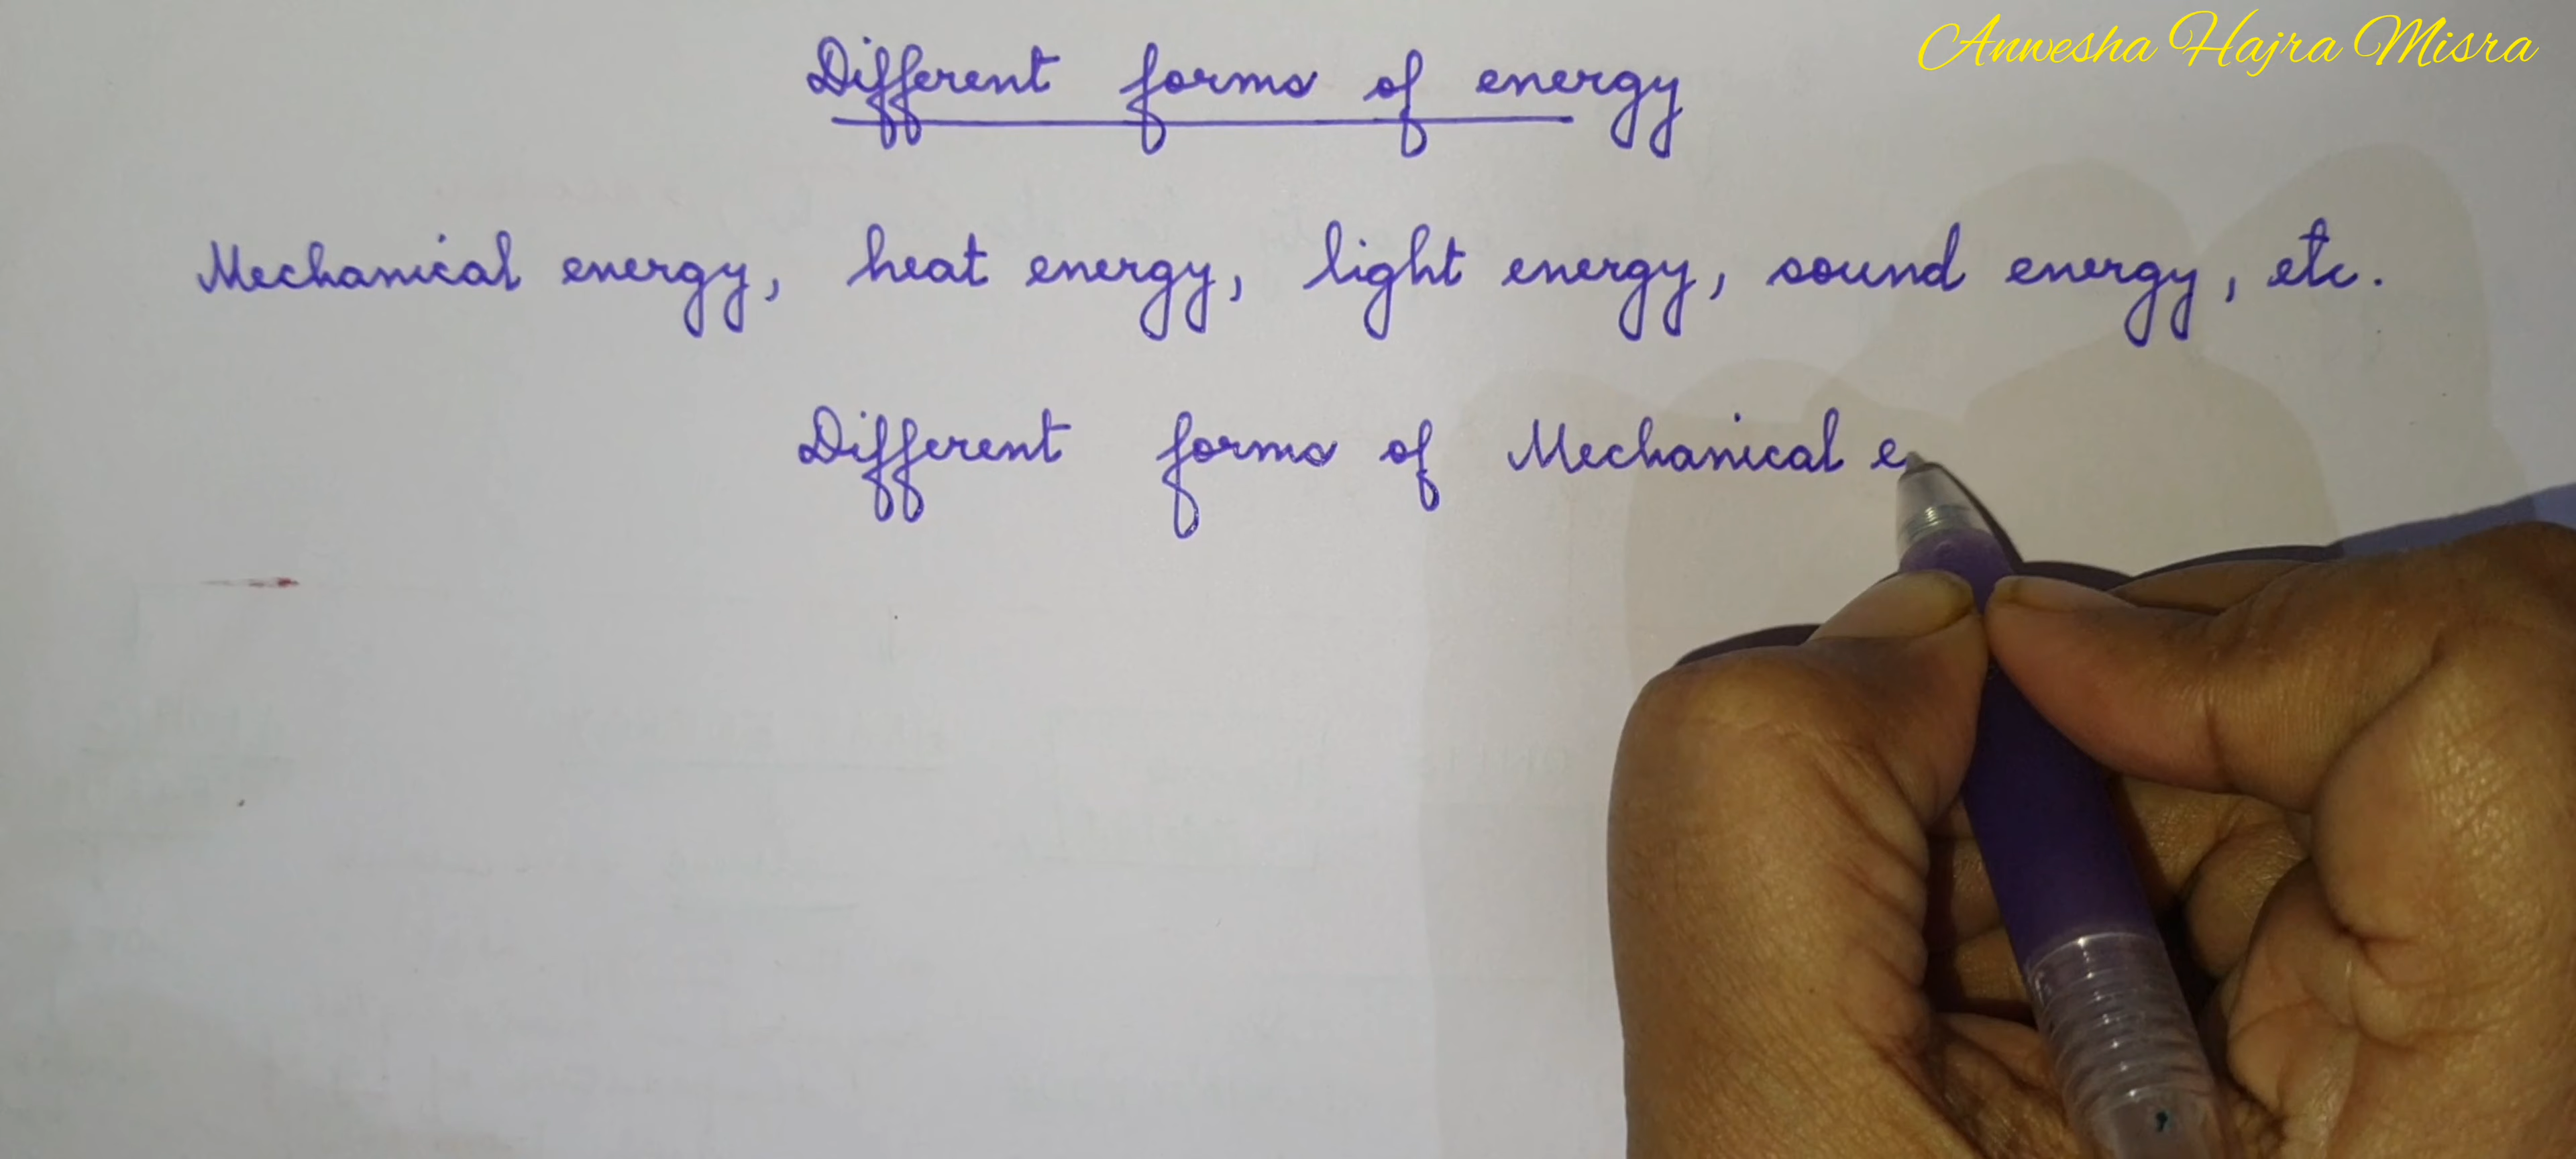 Anwesha Hajra Misra
Different forms of energy
Mechanical energy, heat energy, light energy, sound energy, etc.
Different forms of Mechanical e